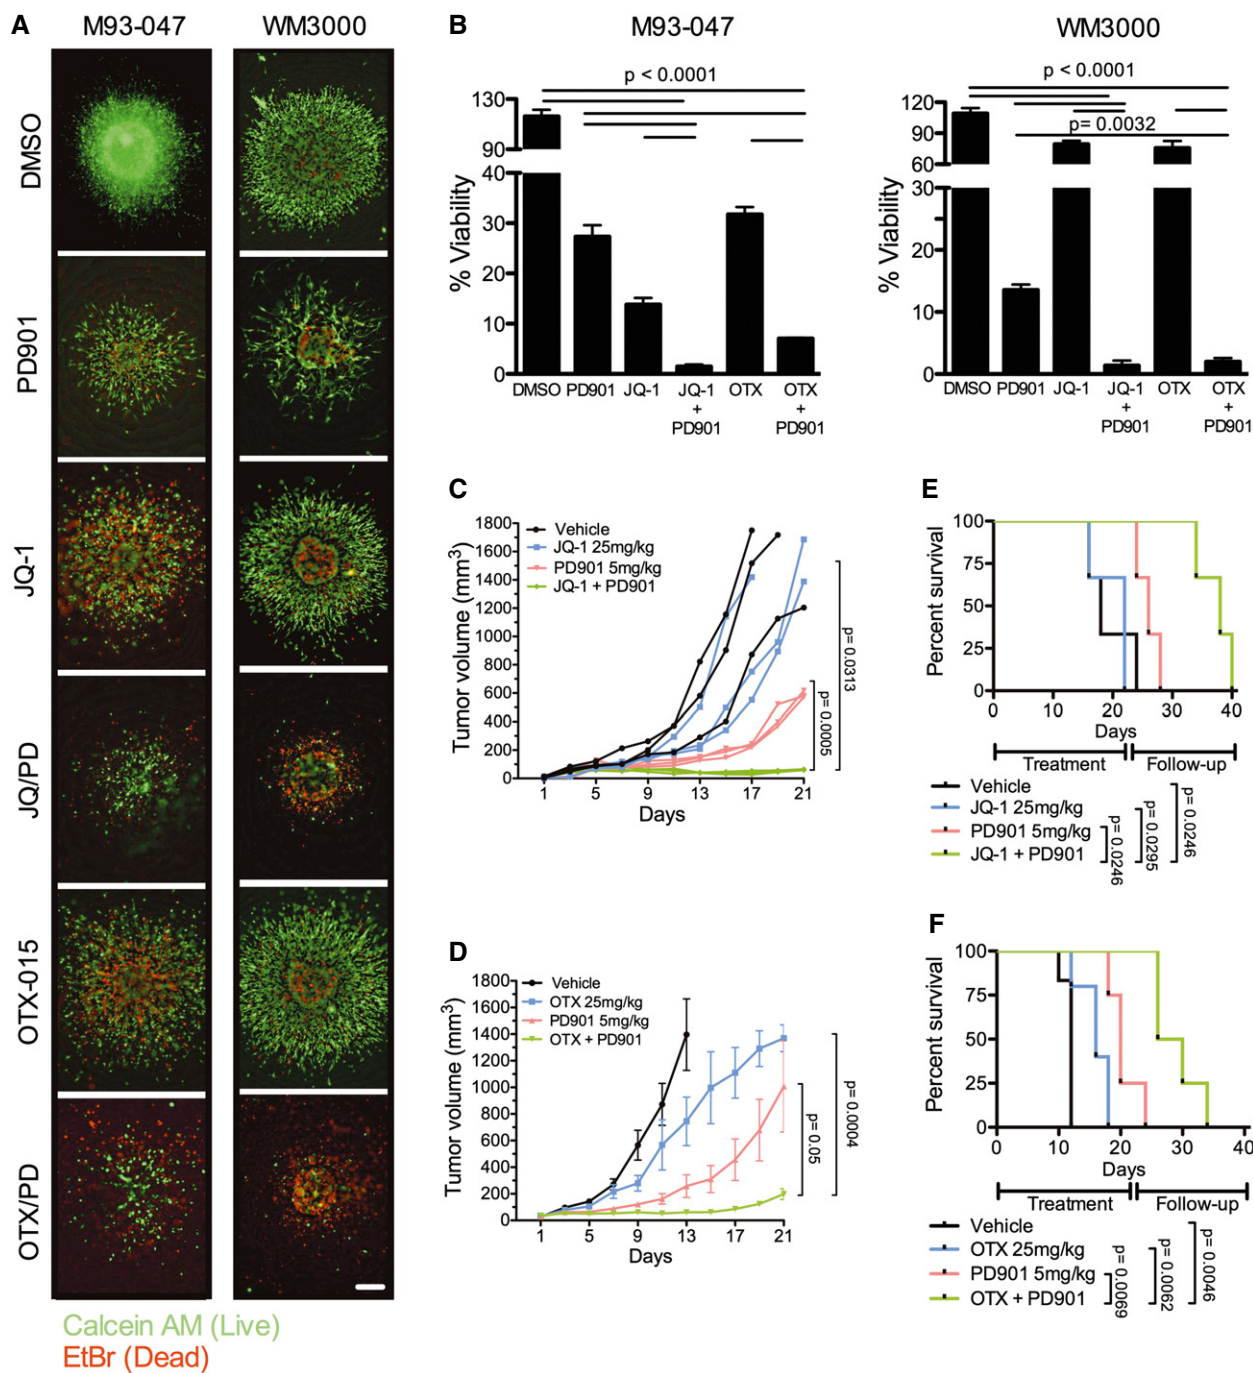 A
M93-047
WM3000
DMSO
PD901
JQ-1
JQ/PD
OTX-015
OTX/PD
Calcein AM (Live)
EtBr (Dead)
B
M93-047
p < 0.0001
% Viability
130
90
40
30
20
10
0
DMSO PD901 JQ-1 JQ-1 + PD901 OTX OTX + PD901
WM3000
p < 0.0001
p= 0.0032
% Viability
120
90
60
30
20
10
0
DMSO PD901 JQ-1 JQ-1 + PD901 OTX OTX + PD901
C
Tumor volume (mm3)
1800
1600
1400
1200
1000
800
600
400
200
0
Vehicle
JQ-1 25mg/kg
PD901 5mg/kg
JQ-1 + PD901
p= 0.0313
p= 0.0005
1 5 9 13 17 21
Days
D
Tumor volume (mm3)
1800
1600
1400
1200
1000
800
600
400
200
0
Vehicle
OTX 25mg/kg
PD901 5mg/kg
OTX + PD901
p= 0.0004
p= 0.05
1 5 9 13 17 21
Days
E
Percent survival
100
50
0
0 10 20 30 40
Days
Treatment Follow-up
Vehicle
JQ-1 25mg/kg
PD901 5mg/kg
JQ-1 + PD901
p= 0.0246
p= 0.0295
p= 0.0246
F
Percent survival
100
75
50
25
0
0 10 20 30 40
Days
Treatment Follow-up
Vehicle
OTX 25mg/kg
PD901 5mg/kg
OTX + PD901
p= 0.0069
p= 0.0062
p= 0.0046